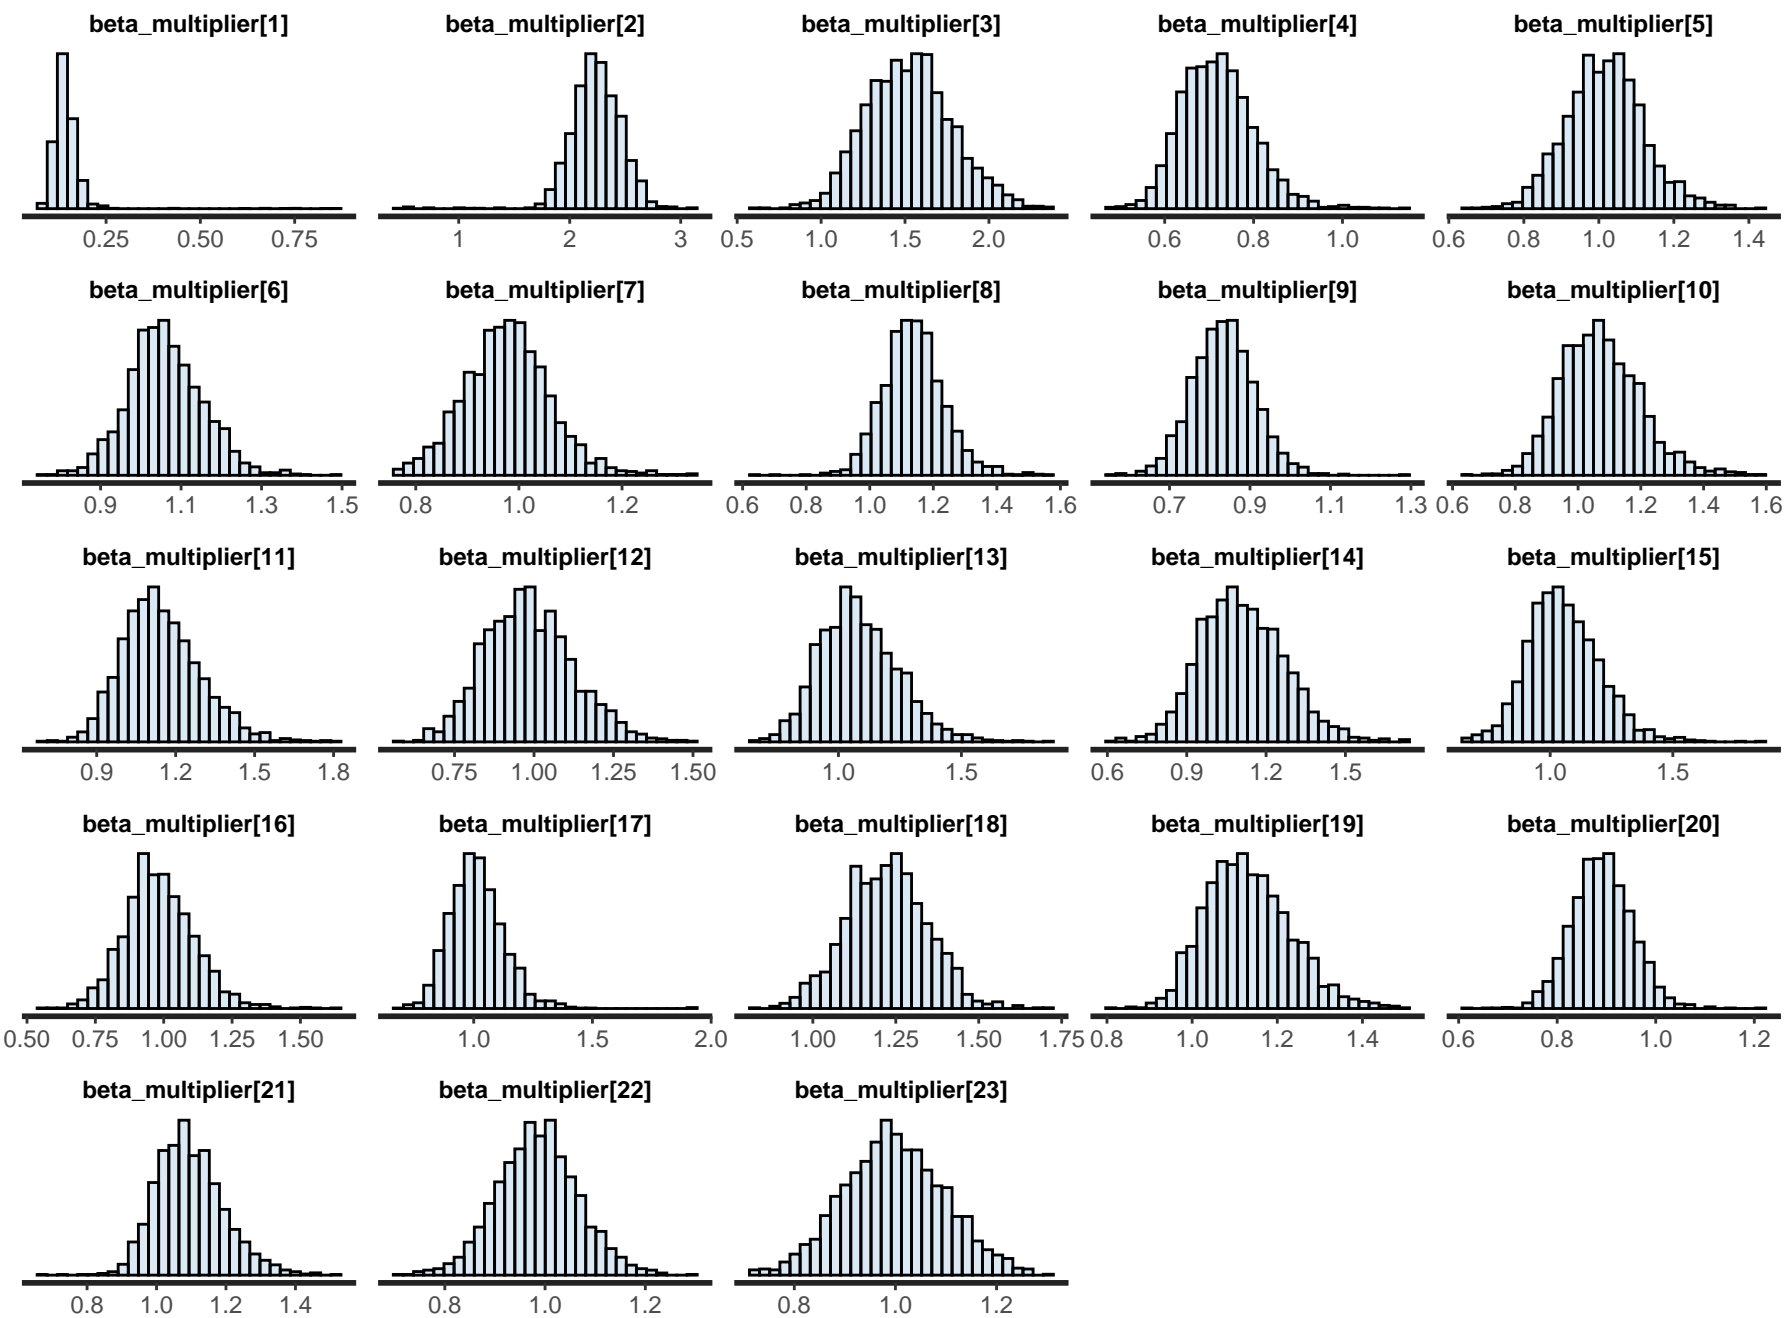 beta_multiplier[1] beta_multiplier[2] beta_multiplier[3] beta_multiplier[4] beta_multiplier[5]
0.25 0.50 0.75 1 2 3 0.5 1.0 1.5 2.0 0.6 0.8 1.0 0.6 0.8 1.0 1.2 1.4
beta_multiplier[6] beta_multiplier[7] beta_multiplier[8] beta_multiplier[9] beta_multiplier[10]
0.9 1.1 1.3 1.5 0.8 1.0 1.2 0.6 0.8 1.0 1.2 1.4 1.6 0.7 0.9 1.1 1.3 0.6 0.8 1.0 1.2 1.4 1.6
beta_multiplier[11] beta_multiplier[12] beta_multiplier[13] beta_multiplier[14] beta_multiplier[15]
0.9 1.2 1.5 1.8 0.75 1.00 1.25 1.50 1.0 1.5 0.6 0.9 1.2 1.5 1.0 1.5
beta_multiplier[16] beta_multiplier[17] beta_multiplier[18] beta_multiplier[19] beta_multiplier[20]
0.50 0.75 1.00 1.25 1.50 1.0 1.5 2.0 1.00 1.25 1.50 1.75 0.8 1.0 1.2 1.4 0.6 0.8 1.0 1.2
beta_multiplier[21] beta_multiplier[22] beta_multiplier[23]
0.8 1.0 1.2 1.4 0.8 1.0 1.2 0.8 1.0 1.2